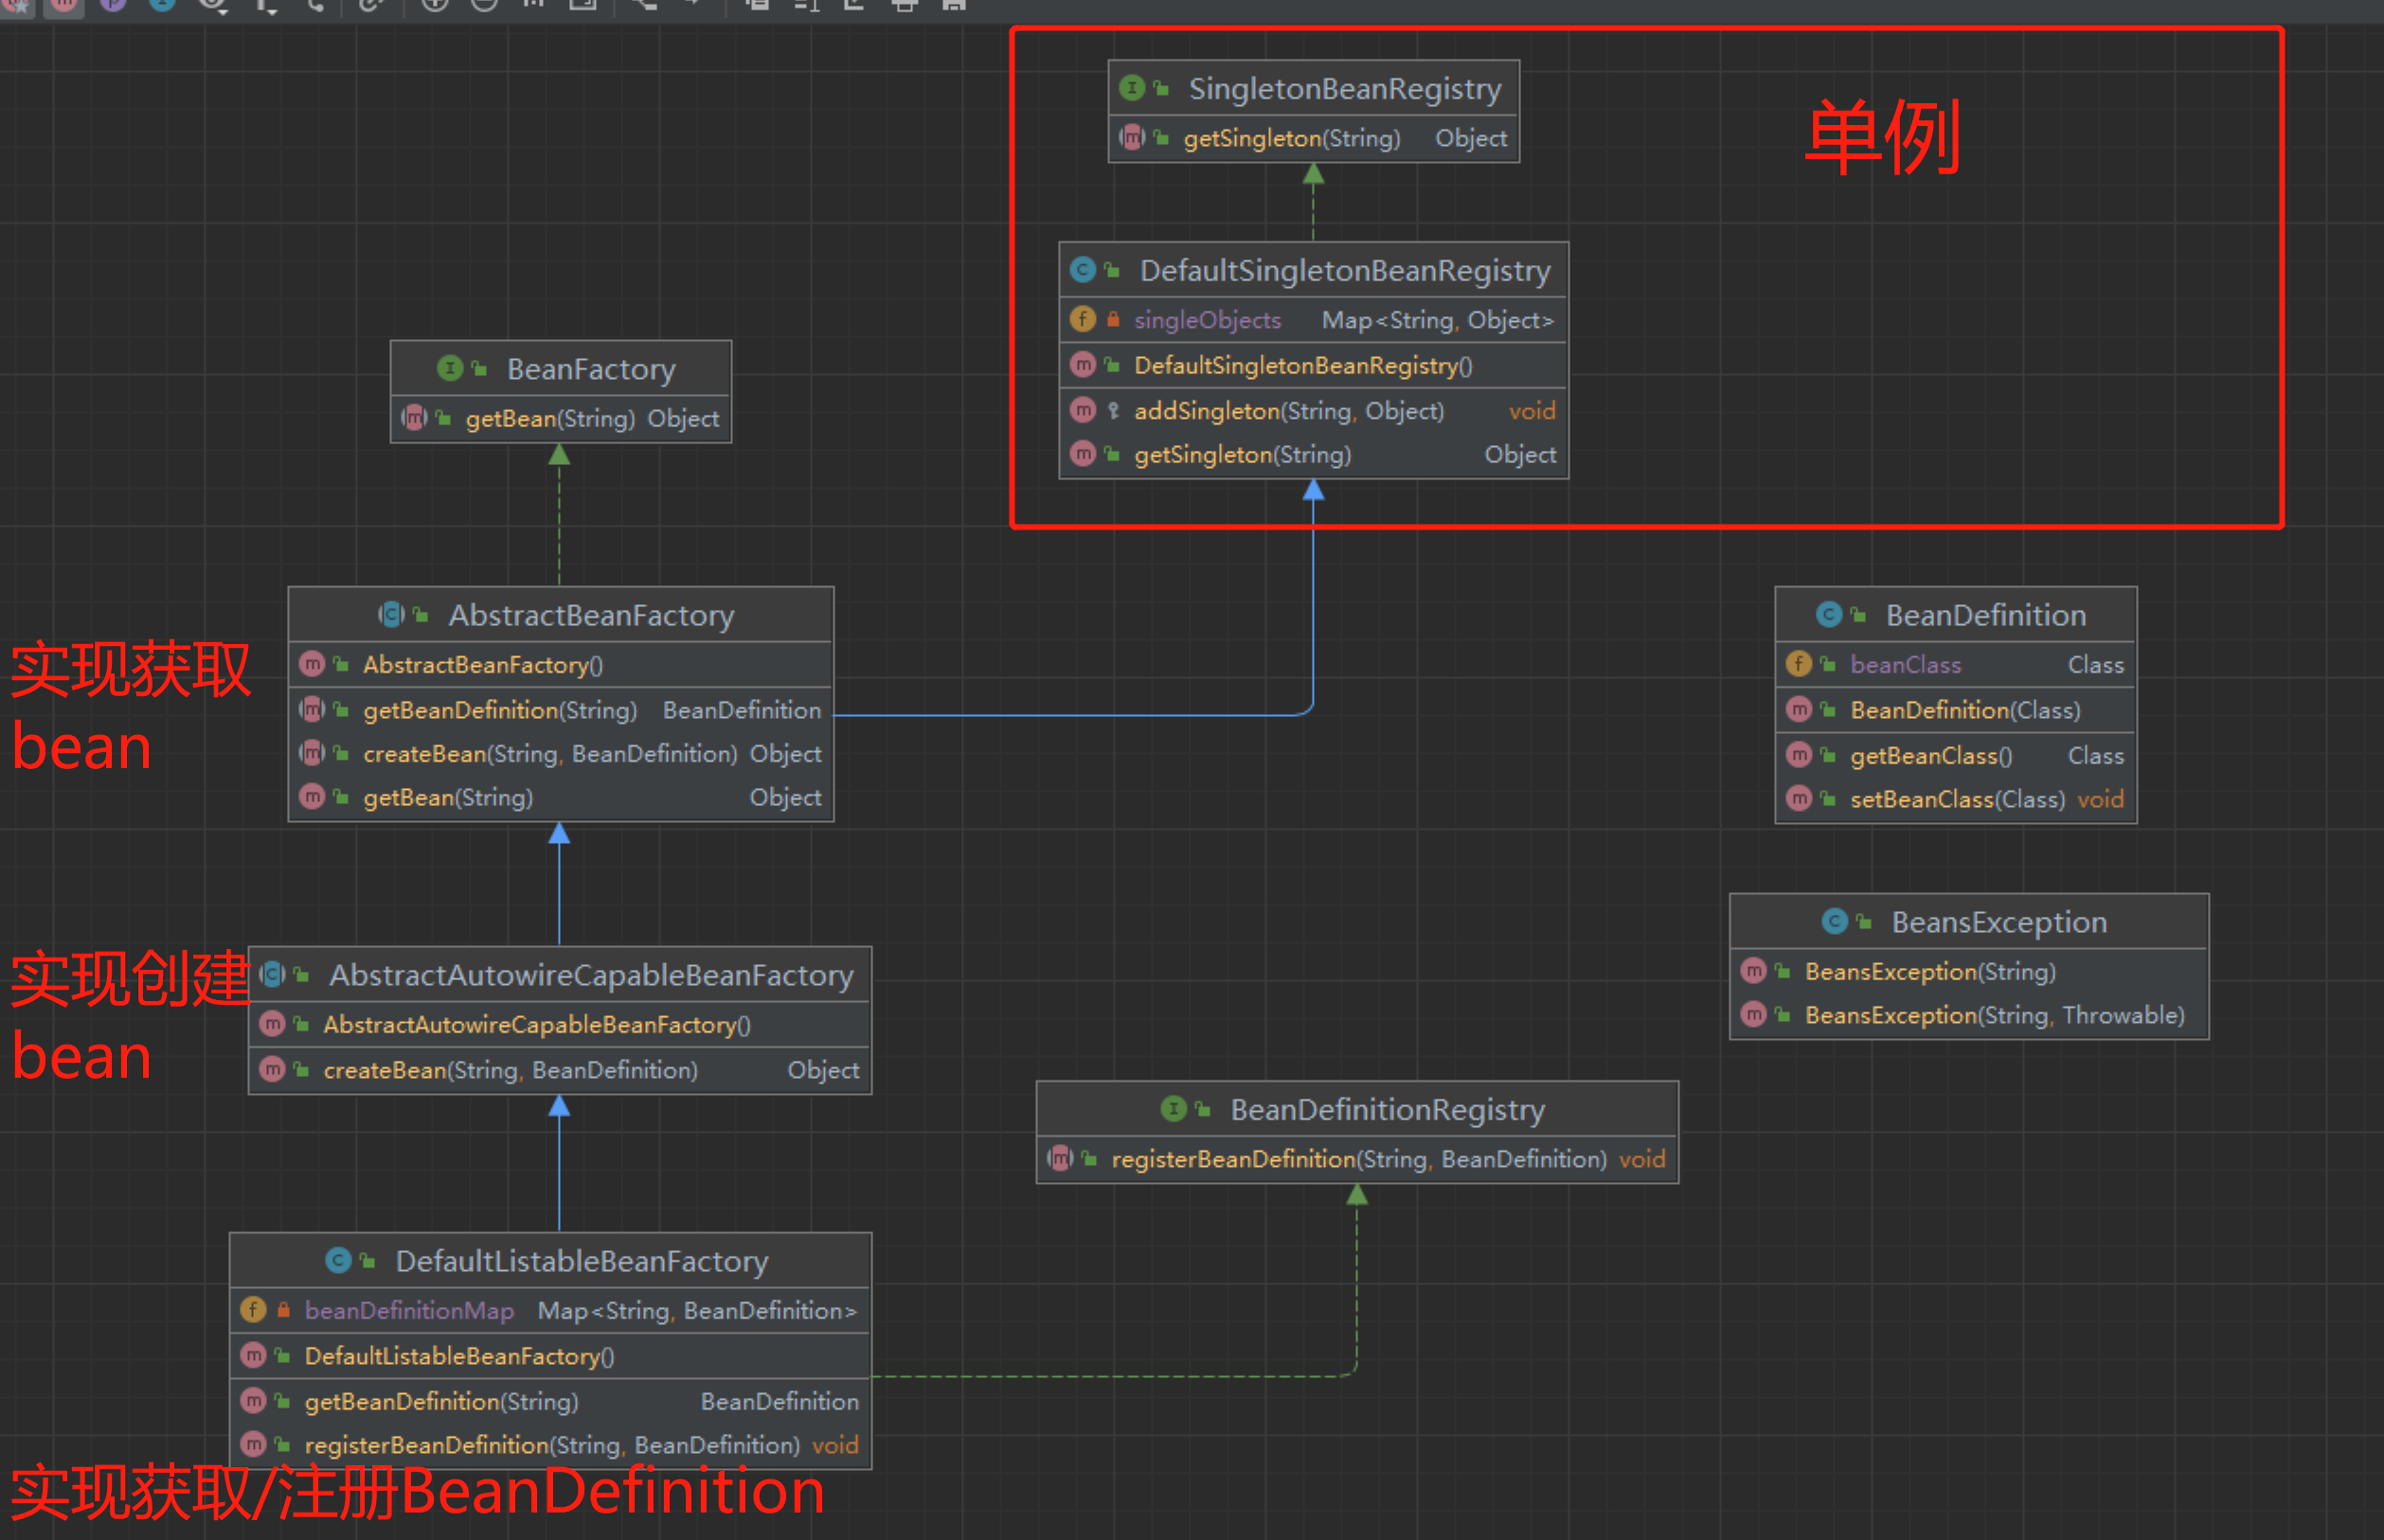 SingletonBeanRegistry
getSingleton(String) Object
单例
DefaultSingletonBeanRegistry
singleObjects Map<String, Object>
DefaultSingletonBeanRegistry()
addSingleton(String, Object) void
getSingleton(String) Object
BeanFactory
getBean(String) Object
AbstractBeanFactory
AbstractBeanFactory()
getBeanDefinition(String) BeanDefinition
createBean(String, BeanDefinition) Object
getBean(String) Object
实现获取
bean
BeanDefinition
beanClass Class
BeanDefinition(Class)
getBeanClass() Class
setBeanClass(Class) void
BeansException
BeansException(String)
BeansException(String, Throwable)
实现创建
bean
AbstractAutowireCapableBeanFactory
AbstractAutowireCapableBeanFactory()
createBean(String, BeanDefinition) Object
BeanDefinitionRegistry
registerBeanDefinition(String, BeanDefinition) void
DefaultListableBeanFactory
beanDefinitionMap Map<String, BeanDefinition>
DefaultListableBeanFactory()
getBeanDefinition(String) BeanDefinition
registerBeanDefinition(String, BeanDefinition) void
实现获取/注册BeanDefinition